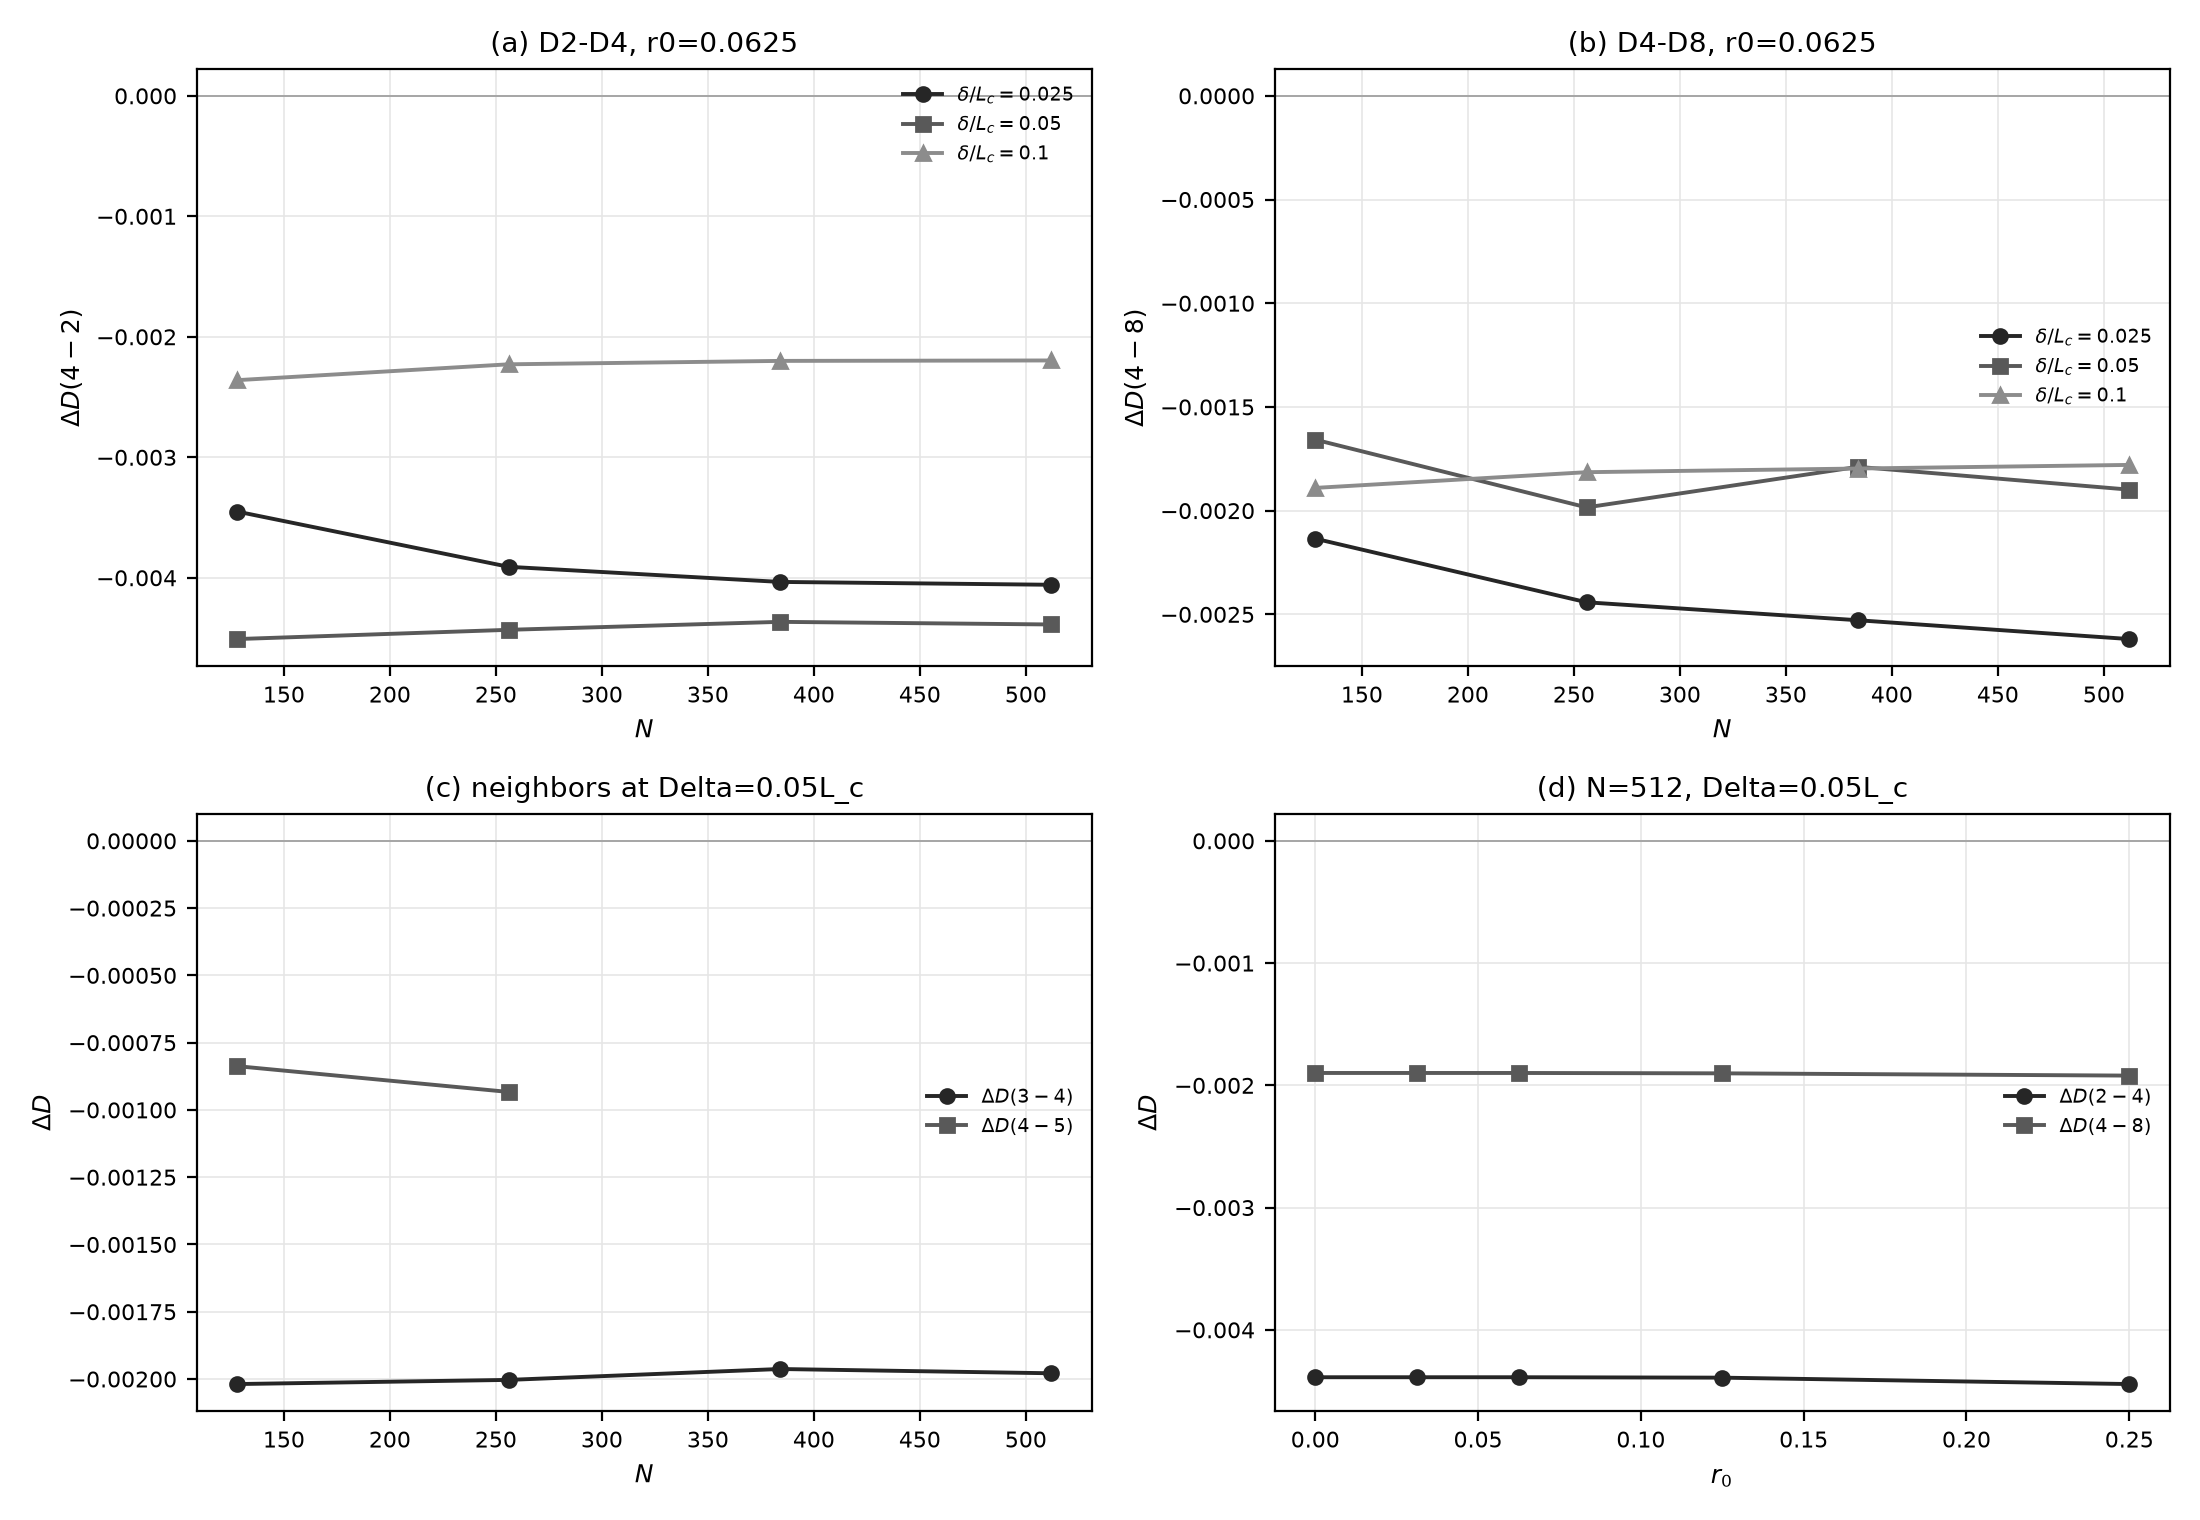 (a) D2-D4, r0=0.0625
ΔD(4 − 2)
0.000
−0.001
−0.002
−0.003
−0.004
δ/L_c = 0.025
δ/L_c = 0.05
δ/L_c = 0.1
150 200 250 300 350 400 450 500
N
(b) D4-D8, r0=0.0625
ΔD(4 − 8)
0.0000
−0.0005
−0.0010
−0.0015
−0.0020
−0.0025
δ/L_c = 0.025
δ/L_c = 0.05
δ/L_c = 0.1
150 200 250 300 350 400 450 500
N
(c) neighbors at Delta=0.05L_c
ΔD
0.00000
−0.00025
−0.00050
−0.00075
−0.00100
−0.00125
−0.00150
−0.00175
−0.00200
ΔD(3 − 4)
ΔD(4 − 5)
150 200 250 300 350 400 450 500
N
(d) N=512, Delta=0.05L_c
ΔD
0.000
−0.001
−0.002
−0.003
−0.004
ΔD(2 − 4)
ΔD(4 − 8)
0.00 0.05 0.10 0.15 0.20 0.25
r₀